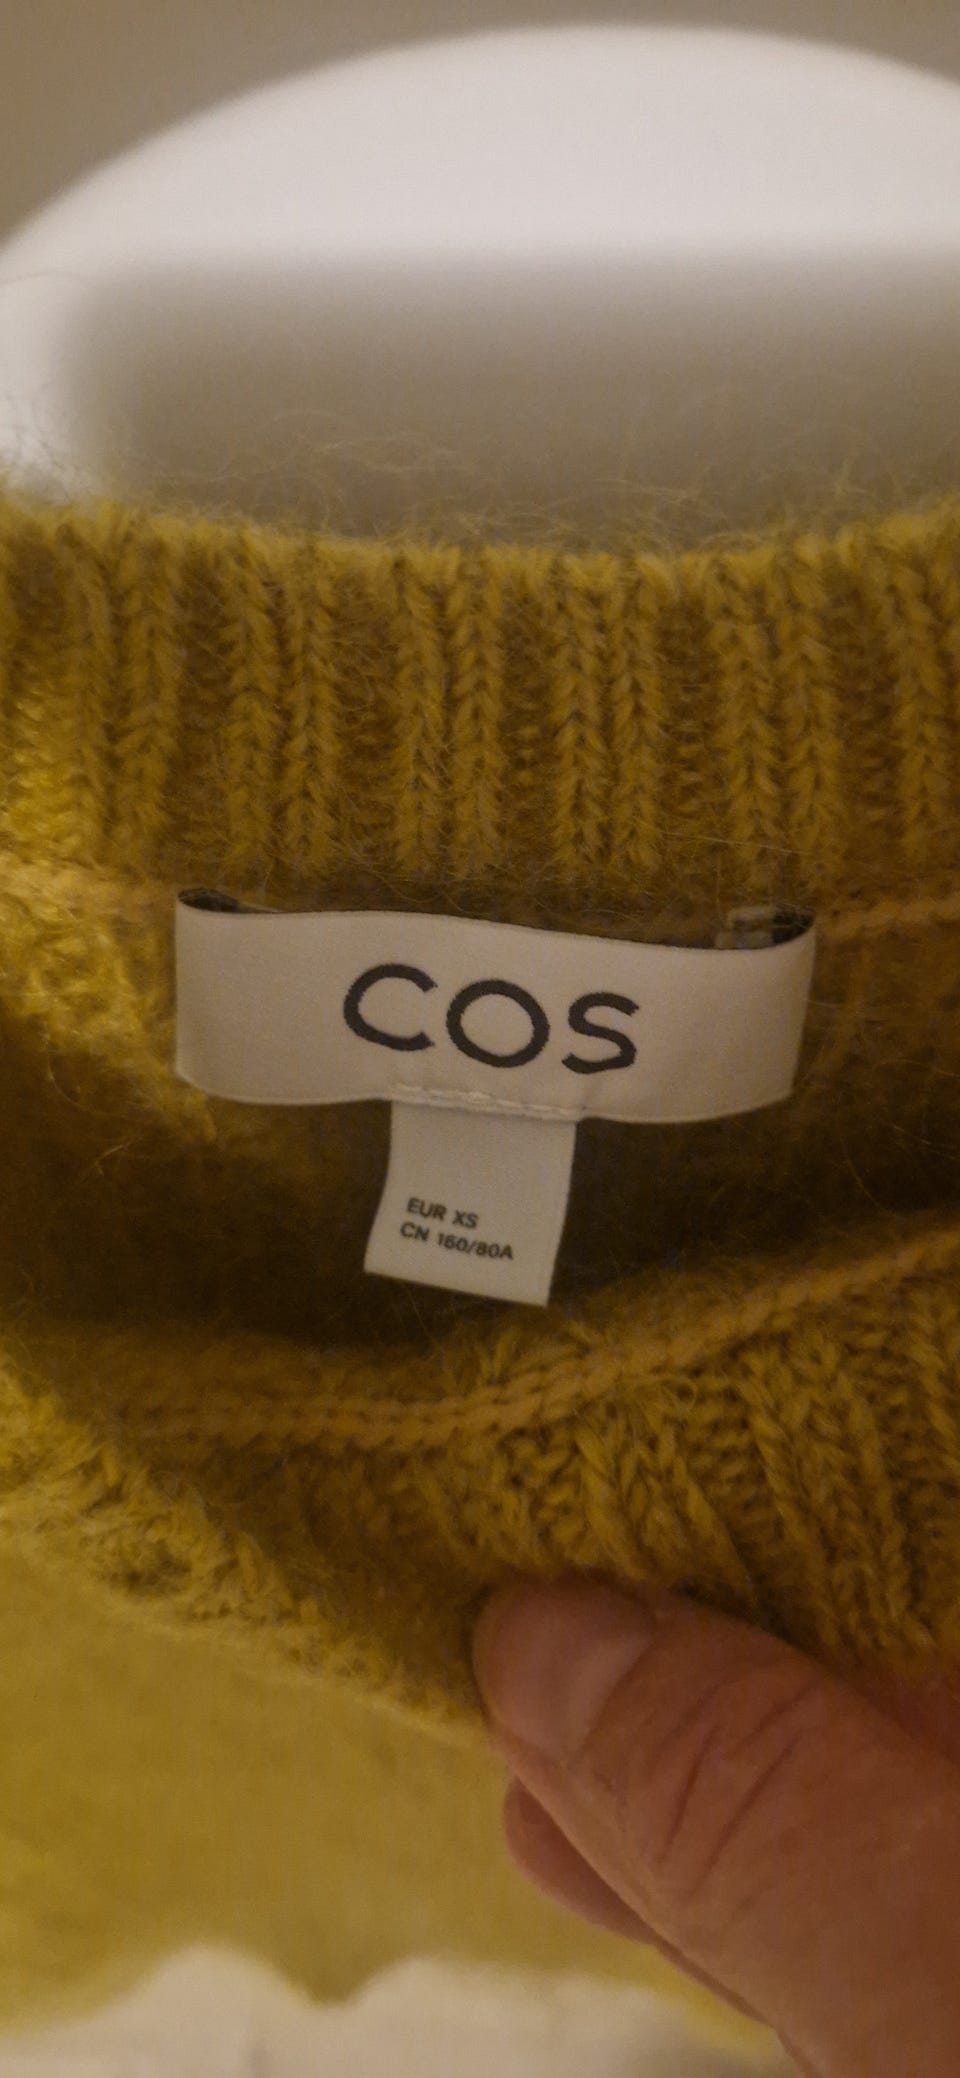 COS
EUR XS
CN 160/80A